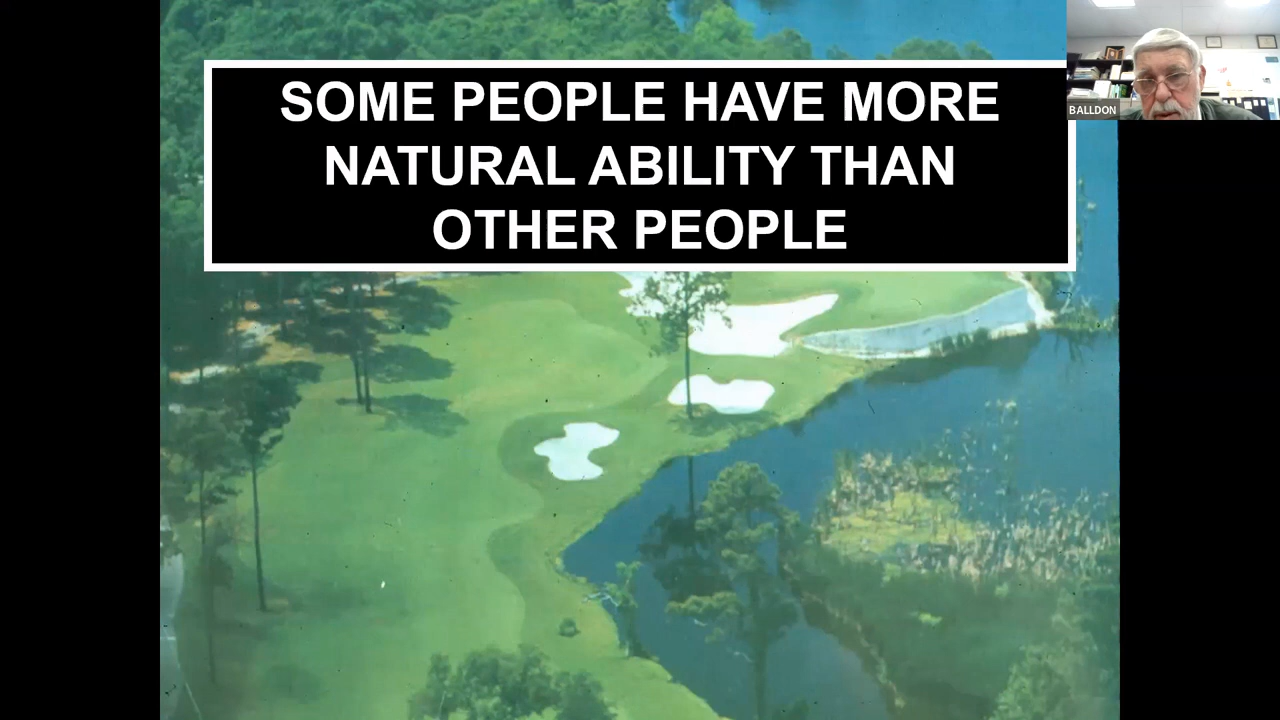 SOME PEOPLE HAVE MORE
NATURAL ABILITY THAN
OTHER PEOPLE
BALLDON